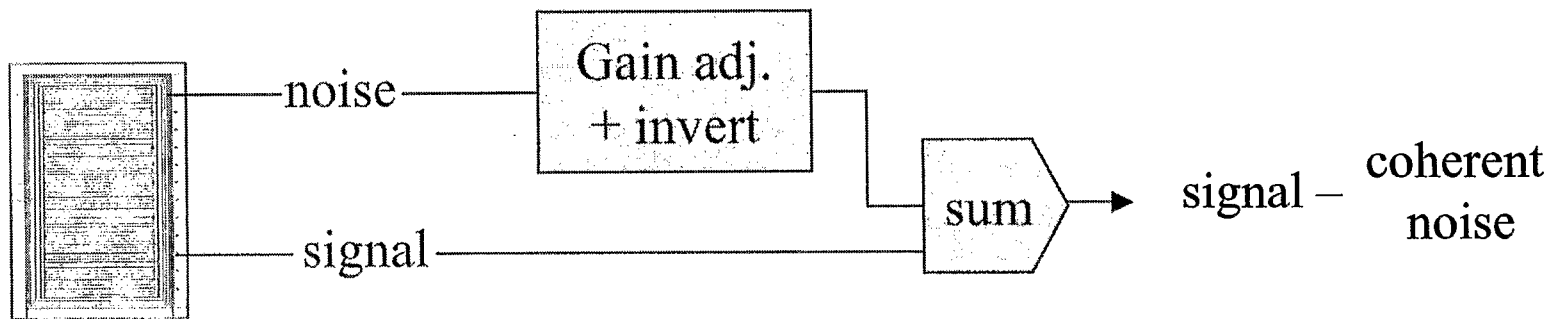 noise
Gain adj.
+ invert
signal
sum
signal – coherent
noise